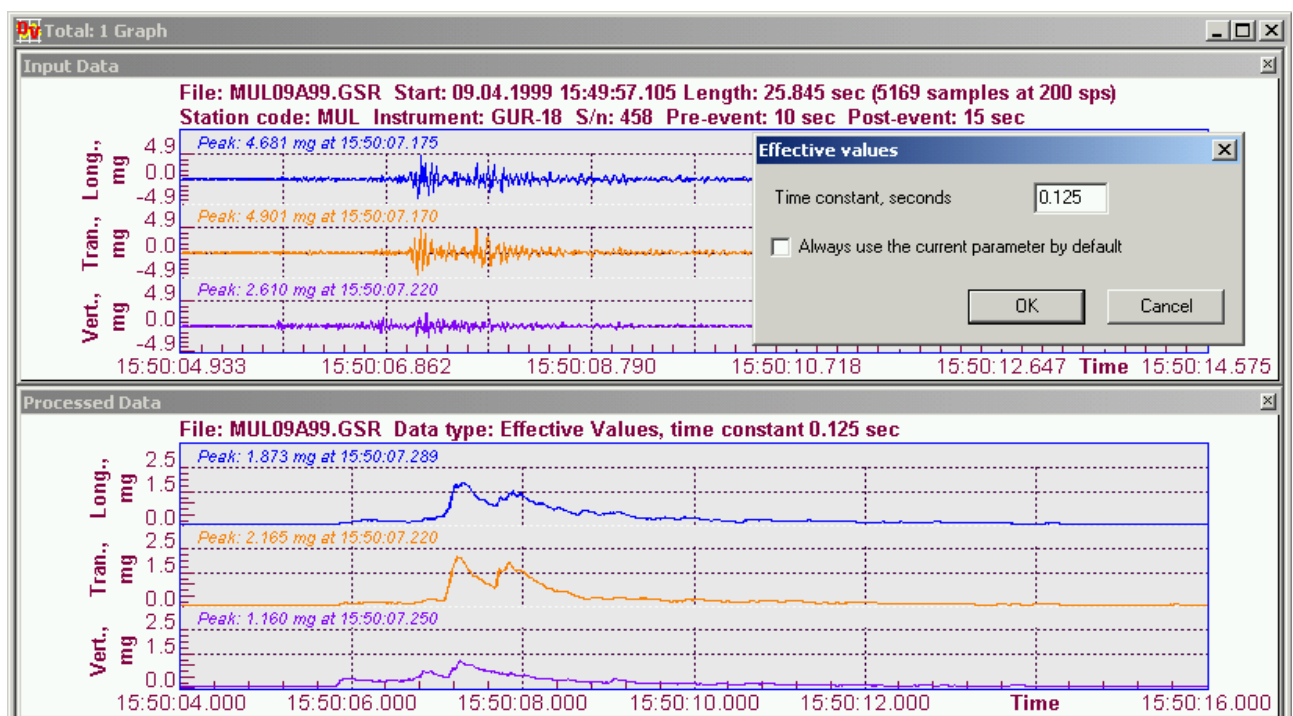 Total: 1 Graph
Input Data
File: MUL09A99.GSR Start: 09.04.1999 15:49:57.105 Length: 25.845 sec (5169 samples at 200 sps)
Station code: MUL Instrument: GUR-18 S/n: 458 Pre-event: 10 sec Post-event: 15 sec
Long., mg
4.9
0.0
-4.9
Peak: 4.681 mg at 15:50:07.175
Tran., mg
4.9
0.0
-4.9
Peak: 4.901 mg at 15:50:07.170
Vert., mg
4.9
0.0
-4.9
Peak: 2.610 mg at 15:50:07.220
15:50:04.933 15:50:06.862 15:50:08.790 15:50:10.718 15:50:12.647 Time 15:50:14.575
Effective values
Time constant, seconds 0.125
Always use the current parameter by default
OK Cancel
Processed Data
File: MUL09A99.GSR Data type: Effective Values, time constant 0.125 sec
Long., mg
2.5
1.5
0.0
Peak: 1.873 mg at 15:50:07.289
Tran., mg
2.5
1.5
0.0
Peak: 2.165 mg at 15:50:07.220
Vert., mg
2.5
1.5
0.0
Peak: 1.160 mg at 15:50:07.250
15:50:04.000 15:50:06.000 15:50:08.000 15:50:10.000 15:50:12.000 Time 15:50:16.000